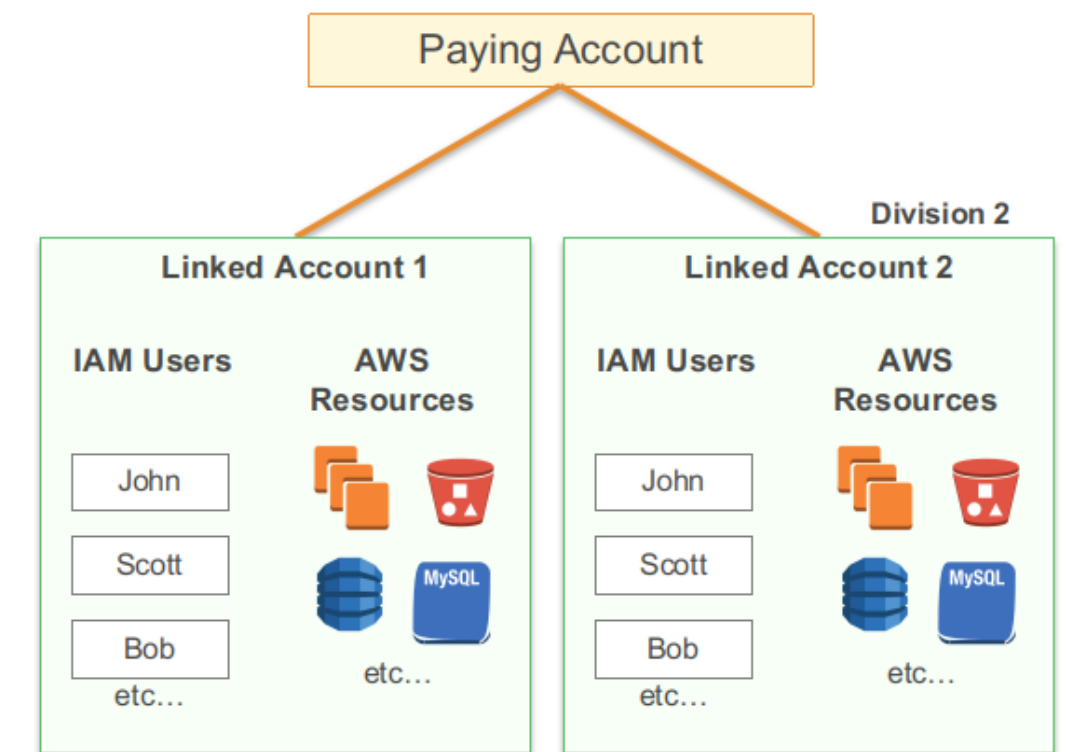 Paying Account
Division 2
Linked Account 1
IAM Users
AWS
Resources
John
Scott
Bob
etc...
MySQL
etc...
Linked Account 2
IAM Users
AWS
Resources
John
Scott
Bob
etc...
MySQL
etc...